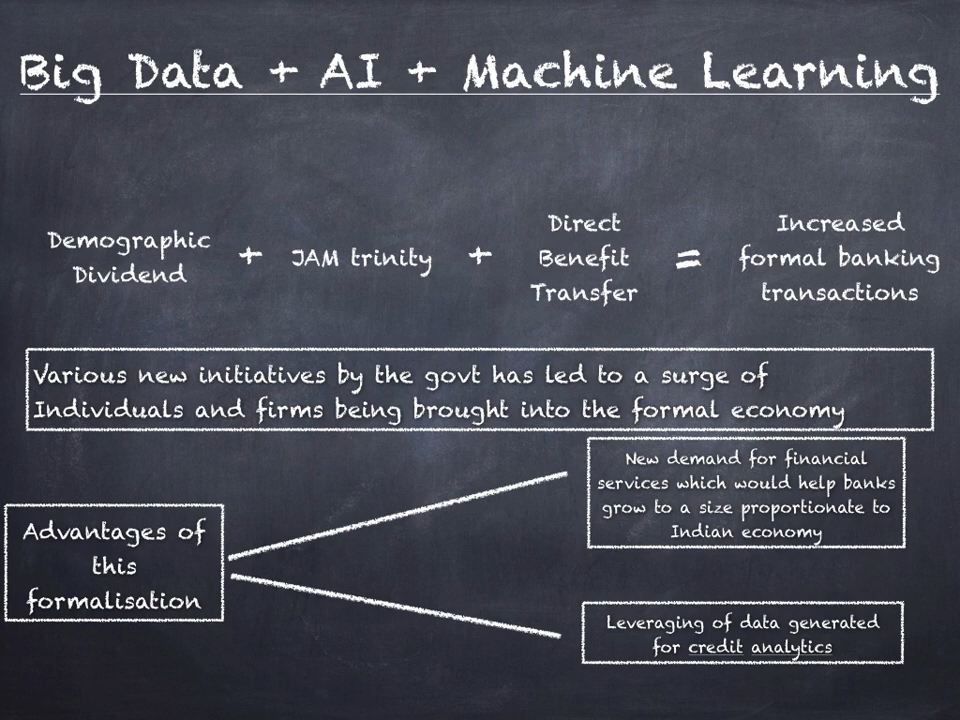 Big Data + AI + Machine Learning
Demographic
Dividend
+
JAM trinity
+
Direct
Benefit
Transfer
=
Increased
formal banking
transactions
Various new initiatives by the govt has led to a surge of
Individuals and firms being brought into the formal economy
Advantages of
this
formalisation
New demand for financial
services which would help banks
grow to a size proportionate to
Indian economy
Leveraging of data generated
for credit analytics